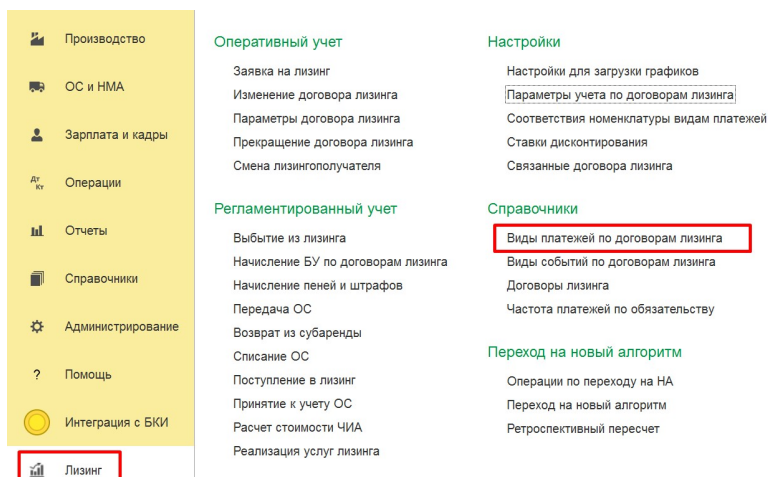 Производство
ОС и НМА
Зарплата и кадры
Дт Кт
Операции
Отчеты
Справочники
Администрирование
?
Помощь
Интеграция с БКИ
Лизинг
Оперативный учет
Заявка на лизинг
Изменение договора лизинга
Параметры договора лизинга
Прекращение договора лизинга
Смена лизингополучателя
Регламентированный учет
Выбытие из лизинга
Начисление БУ по договорам лизинга
Начисление пеней и штрафов
Передача ОС
Возврат из субаренды
Списание ОС
Поступление в лизинг
Принятие к учету ОС
Расчет стоимости ЧИА
Реализация услуг лизинга
Настройки
Настройки для загрузки графиков
Параметры учета по договорам лизинга
Соответствия номенклатуры видам платежей
Ставки дисконтирования
Связанные договора лизинга
Справочники
Виды платежей по договорам лизинга
Виды событий по договорам лизинга
Договоры лизинга
Частота платежей по обязательству
Переход на новый алгоритм
Операции по переходу на НА
Переход на новый алгоритм
Ретроспективный пересчет